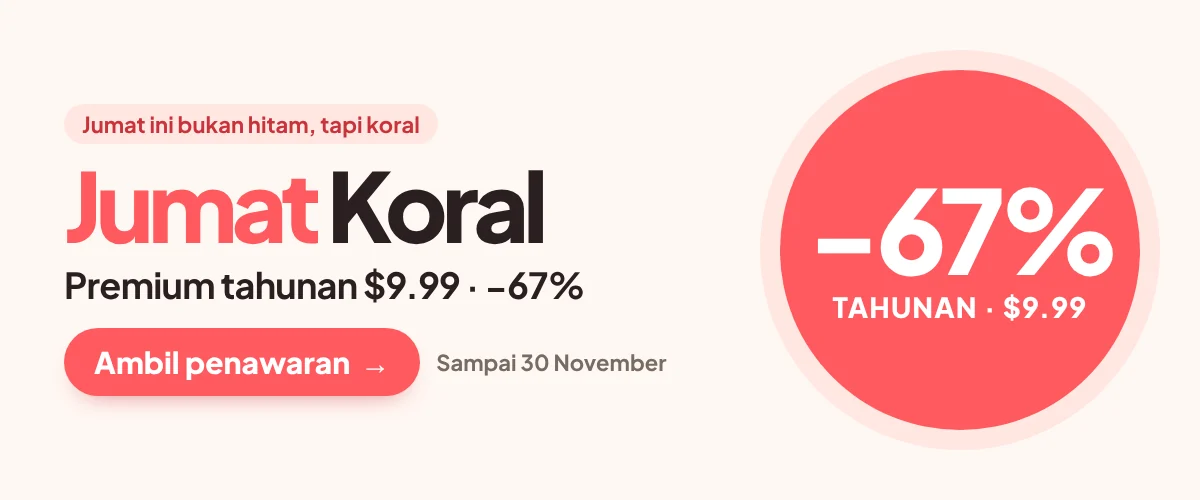 Jumat ini bukan hitam, tapi koral
Jumat Koral
Premium tahunan $9.99 · −67%
Ambil penawaran →
Sampai 30 November
−67%
TAHUNAN · $9.99